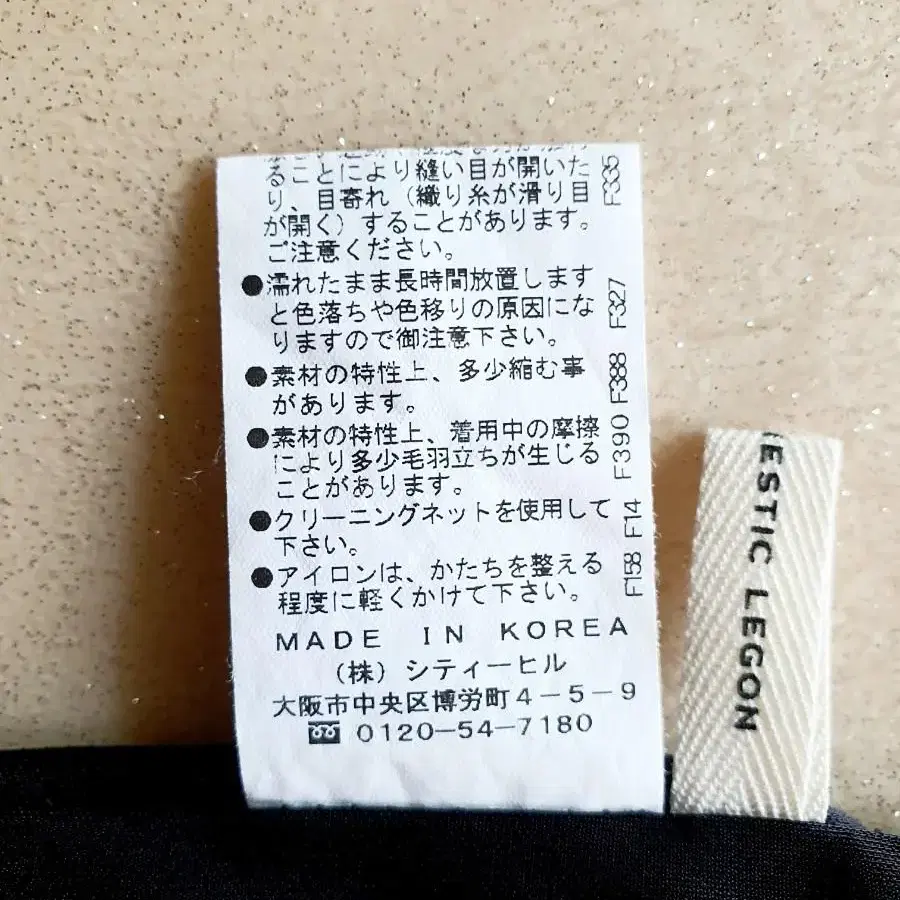 ることにより縫い目が開いた
り、目寄れ（織り糸が滑り目
が開く）することがあります。
ご注意ください。
F335
●濡れたまま長時間放置します
と色落ちや色移りの原因にな
りますので御注意下さい。
F327
●素材の特性上、多少縮む事
があります。
F388
●素材の特性上、着用中の摩擦
により多少毛羽立ちが生じる
ことがあります。
F390
●クリーニングネットを使用して
下さい。
F14
●アイロンは、かたちを整える
程度に軽くかけて下さい。
F158
MADE IN KOREA
（株）シティーヒル
大阪市中央区博労町4-5-9
0120-54-7180
ESTIC LEGON